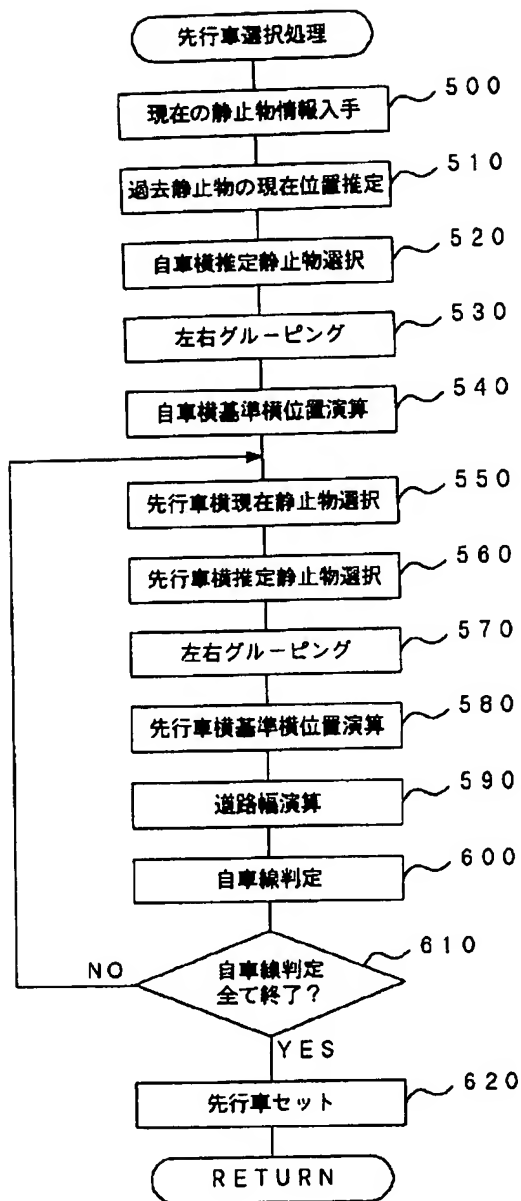 先行車選択処理
現在の静止物情報入手
500
過去静止物の現在位置推定
510
自車横推定静止物選択
520
左右グルーピング
530
自車横基準横位置演算
540
先行車横現在静止物選択
550
先行車横推定静止物選択
560
左右グルーピング
570
先行車横基準横位置演算
580
道路幅演算
590
自車線判定
600
自車線判定
全て終了?
610
NO
YES
先行車セット
620
RETURN